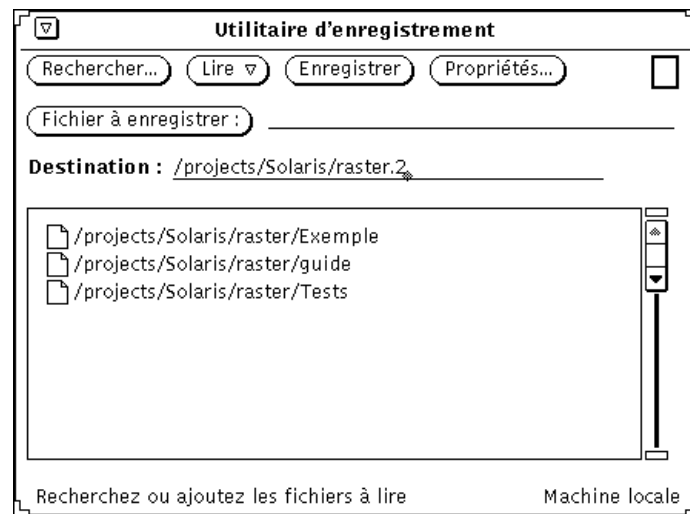 Utilitaire d'enregistrement
Rechercher... Lire Enregistrer Propriétés...
Fichier à enregistrer :
Destination : /projects/Solaris/raster.2
/projects/Solaris/raster/Exemple
/projects/Solaris/raster/guide
/projects/Solaris/raster/Tests
Recherchez ou ajoutez les fichiers à lire Machine locale